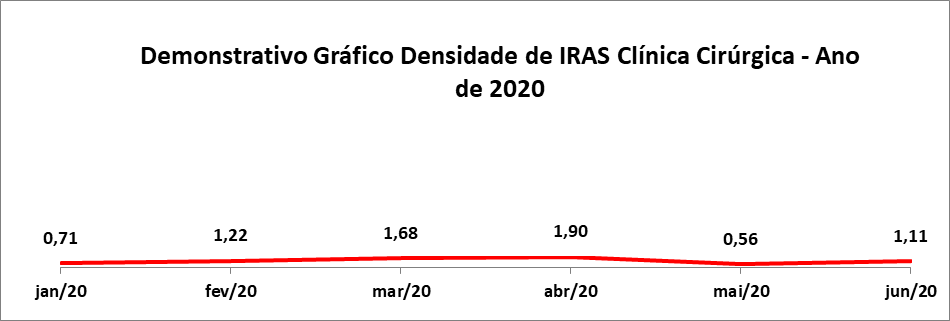 Demonstrativo Gráfico Densidade de IRAS Clínica Cirúrgica - Ano
de 2020
0,71
1,22
1,68
1,90
0,56
1,11
jan/20
fev/20
mar/20
abr/20
mai/20
jun/20